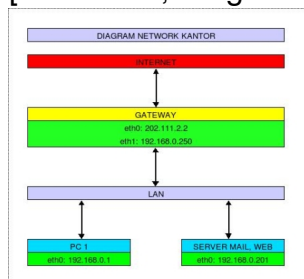 DIAGRAM NETWORK KANTOR
INTERNET
GATEWAY
eth0: 202.111.2.2
eth1: 192.168.0.250
LAN
PC 1
eth0: 192.168.0.1
SERVER MAIL, WEB
eth0: 192.168.0.201